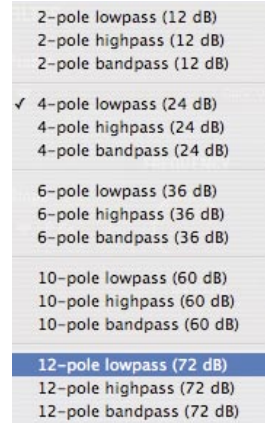 2-pole lowpass (12 dB)
2-pole highpass (12 dB)
2-pole bandpass (12 dB)
✓ 4-pole lowpass (24 dB)
4-pole highpass (24 dB)
4-pole bandpass (24 dB)
6-pole lowpass (36 dB)
6-pole highpass (36 dB)
6-pole bandpass (36 dB)
10-pole lowpass (60 dB)
10-pole highpass (60 dB)
10-pole bandpass (60 dB)
12-pole lowpass (72 dB)
12-pole highpass (72 dB)
12-pole bandpass (72 dB)